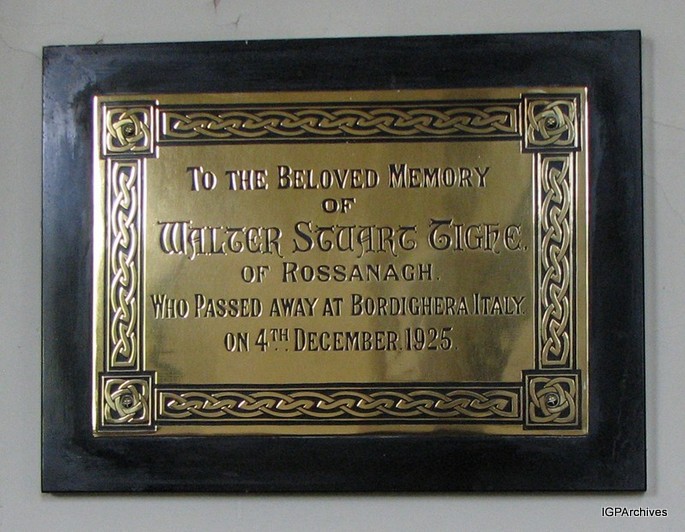 To the Beloved Memory
of
Walter Stuart Tighe.
of Rossanagh.
Who Passed away at Bordighera Italy.
on 4TH December. 1925.
IGPArchives